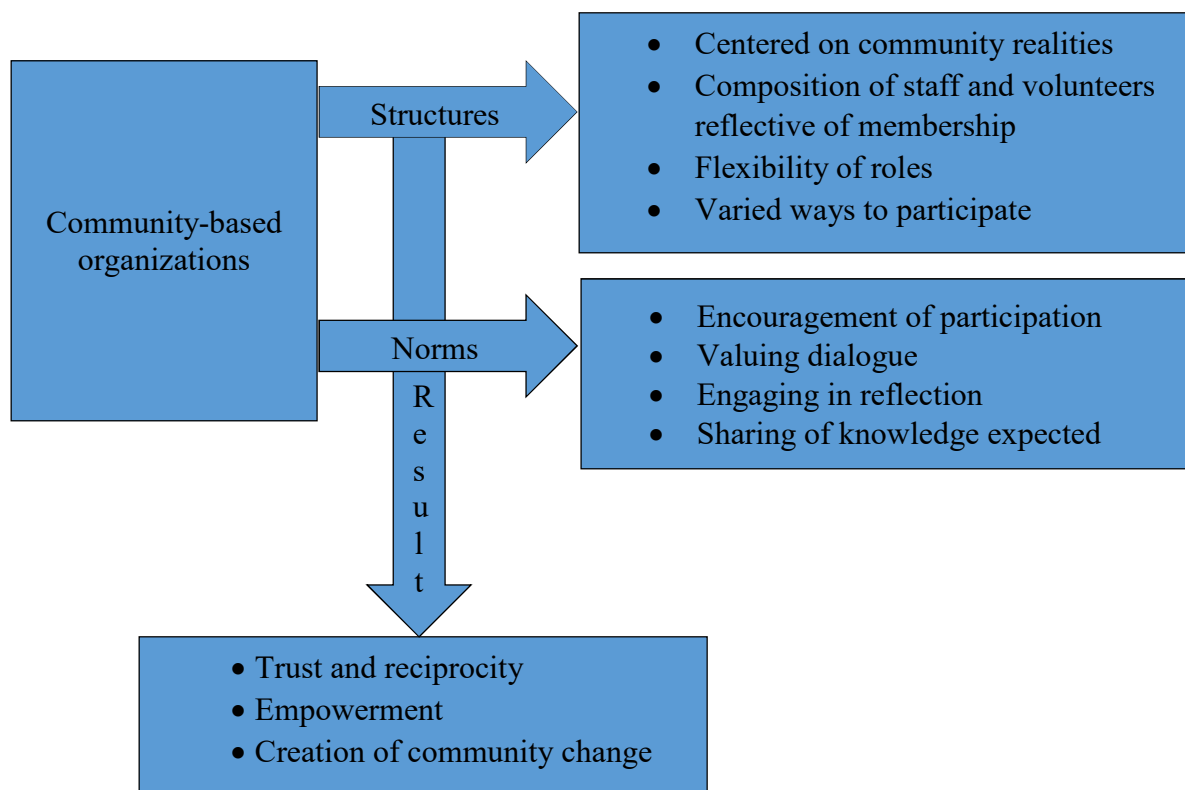 Community-based
organizations
Structures
• Centered on community realities
• Composition of staff and volunteers
reflective of membership
• Flexibility of roles
• Varied ways to participate
Norms
• Encouragement of participation
• Valuing dialogue
• Engaging in reflection
• Sharing of knowledge expected
Result
• Trust and reciprocity
• Empowerment
• Creation of community change